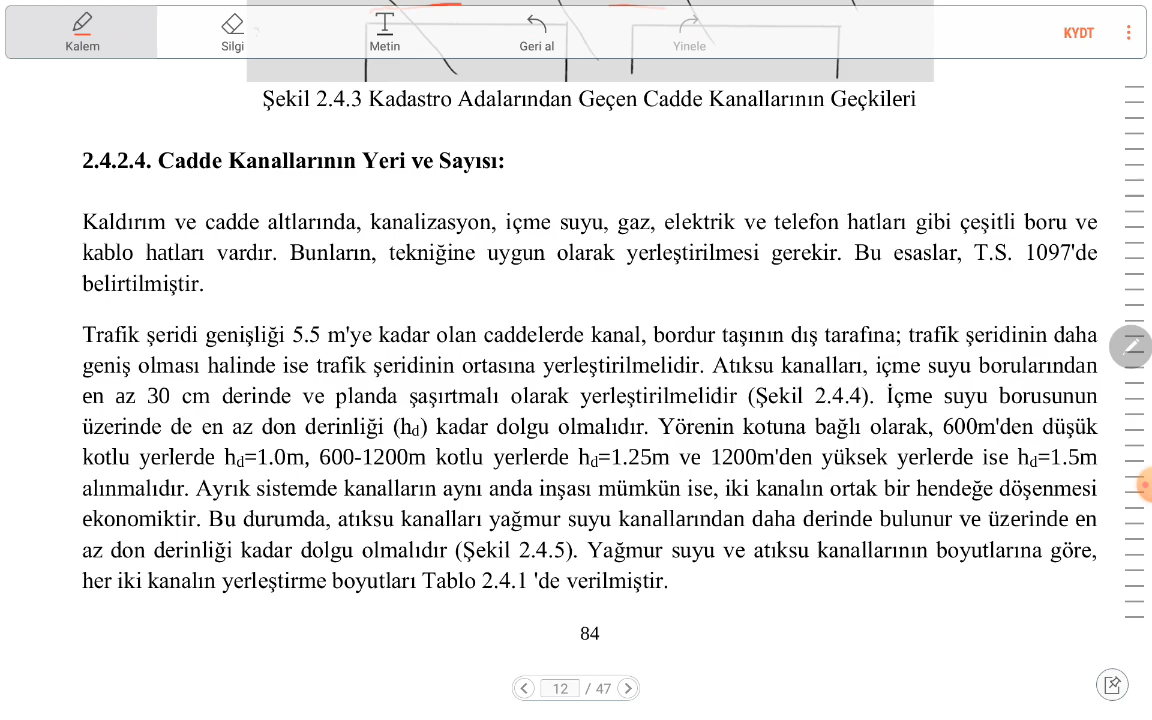 Kalem
Silgi
Metin
Geri al
Yinele
KYDT
Şekil 2.4.3 Kadastro Adalarından Geçen Cadde Kanallarının Geçkileri
2.4.2.4. Cadde Kanallarının Yeri ve Sayısı:
Kaldırım ve cadde altlarında, kanalizasyon, içme suyu, gaz, elektrik ve telefon hatları gibi çeşitli boru ve
kablo hatları vardır. Bunların, tekniğine uygun olarak yerleştirilmesi gerekir. Bu esaslar, T.S. 1097'de
belirtilmiştir.
Trafik şeridi genişliği 5.5 m'ye kadar olan caddelerde kanal, bordur taşının dış tarafına; trafik şeridinin daha
geniş olması halinde ise trafik şeridinin ortasına yerleştirilmelidir. Atıksu kanalları, içme suyu borularından
en az 30 cm derinde ve planda şaşırtmalı olarak yerleştirilmelidir (Şekil 2.4.4). İçme suyu borusunun
üzerinde de en az don derinliği (hd) kadar dolgu olmalıdır. Yörenin kotuna bağlı olarak, 600m'den düşük
kotlu yerlerde hd=1.0m, 600-1200m kotlu yerlerde hd=1.25m ve 1200m'den yüksek yerlerde ise hd=1.5m
alınmalıdır. Ayrık sistemde kanalların aynı anda inşası mümkün ise, iki kanalın ortak bir hendeğe döşenmesi
ekonomiktir. Bu durumda, atıksu kanalları yağmur suyu kanallarından daha derinde bulunur ve üzerinde en
az don derinliği kadar dolgu olmalıdır (Şekil 2.4.5). Yağmur suyu ve atıksu kanallarının boyutlarına göre,
her iki kanalın yerleştirme boyutları Tablo 2.4.1 'de verilmiştir.
84
12 / 47